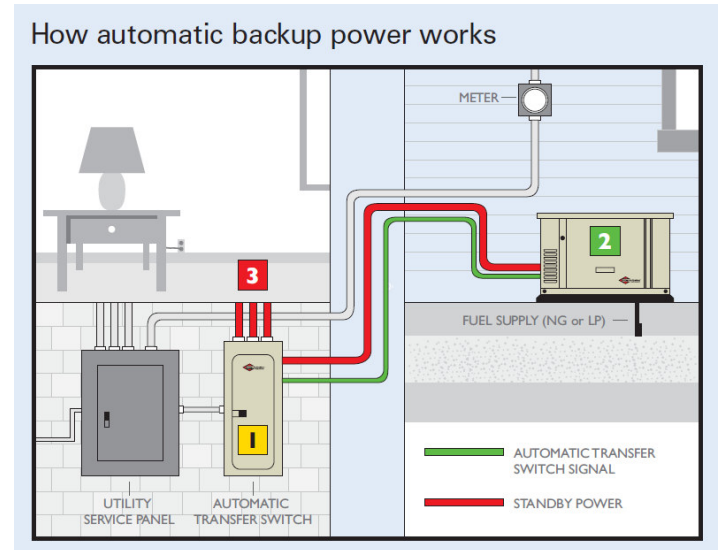 How automatic backup power works
METER
3
2
FUEL SUPPLY (NG or LP)
1
AUTOMATIC TRANSFER
SWITCH SIGNAL
STANDBY POWER
UTILITY
SERVICE PANEL
AUTOMATIC
TRANSFER SWITCH